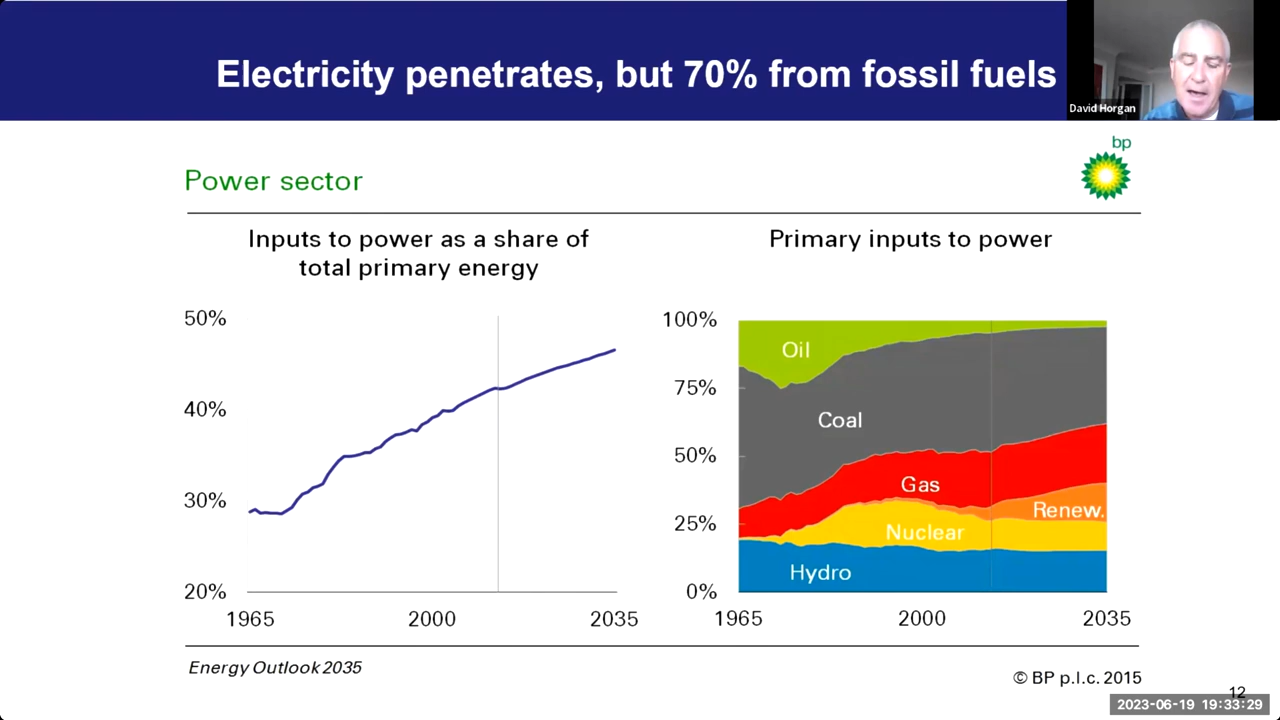 Electricity penetrates, but 70% from fossil fuels
David Horgan
bp
Power sector
Inputs to power as a share of
total primary energy
50%
40%
30%
20%
1965
2000
2035
Primary inputs to power
100%
75%
50%
25%
0%
Oil
Coal
Gas
Renew.
Nuclear
Hydro
1965
2000
2035
Energy Outlook 2035
© BP p.l.c. 2015
12
2023-06-19 19:33:29